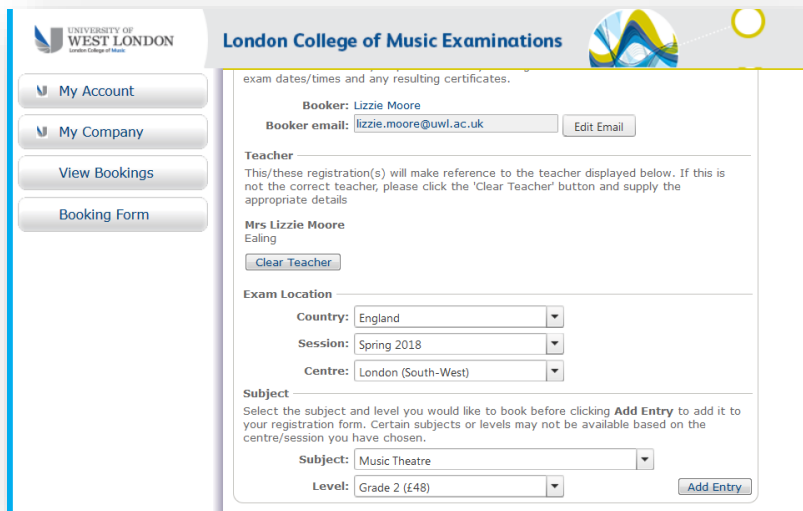 UNIVERSITY OF
WEST LONDON
London College of Music
London College of Music Examinations
My Account
My Company
View Bookings
Booking Form
exam dates/times and any resulting certificates.
Booker: Lizzie Moore
Booker email: lizzie.moore@uwl.ac.uk Edit Email
Teacher
This/these registration(s) will make reference to the teacher displayed below. If this is
not the correct teacher, please click the 'Clear Teacher' button and supply the
appropriate details
Mrs Lizzie Moore
Ealing
Clear Teacher
Exam Location
Country: England
Session: Spring 2018
Centre: London (South-West)
Subject
Select the subject and level you would like to book before clicking Add Entry to add it to
your registration form. Certain subjects or levels may not be available based on the
centre/session you have chosen.
Subject: Music Theatre
Level: Grade 2 (£48) Add Entry